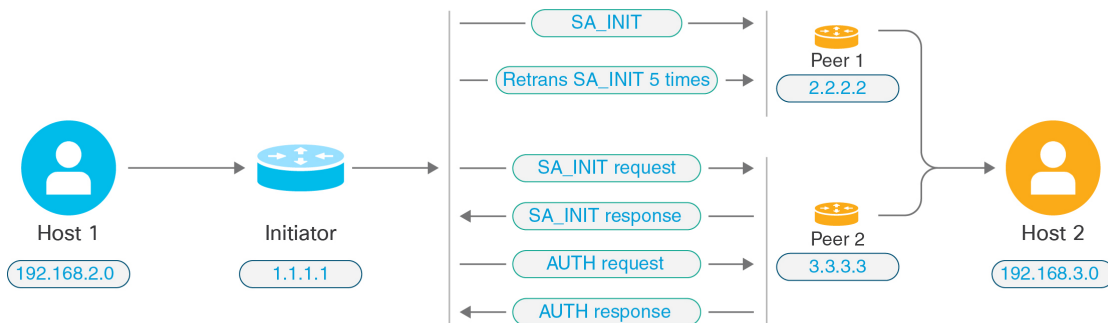 SA_INIT
Retrans SA_INIT 5 times
Peer 1
2.2.2.2
Host 1
192.168.2.0
Initiator
1.1.1.1
SA_INIT request
SA_INIT response
AUTH request
AUTH response
Peer 2
3.3.3.3
Host 2
192.168.3.0